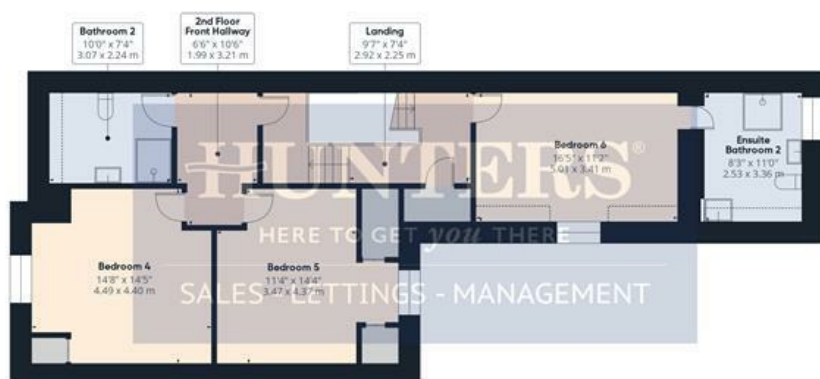 Bathroom 2
10'0" x 7'4"
3.07 x 2.24 m
2nd Floor
Front Hallway
6'6" x 10'6"
1.99 x 3.21 m
Landing
9'7" x 7'4"
2.92 x 2.25 m
Bedroom 6
16'5" x 11'2"
5.01 x 3.41 m
Ensuite
Bathroom 2
8'3" x 11'0"
2.53 x 3.36 m
HUNTERS®
HERE TO GET you THERE
Bedroom 4
14'8" x 14'5"
4.49 x 4.40 m
Bedroom 5
11'4" x 14'4"
3.47 x 4.37 m
SALES - LETTINGS - MANAGEMENT